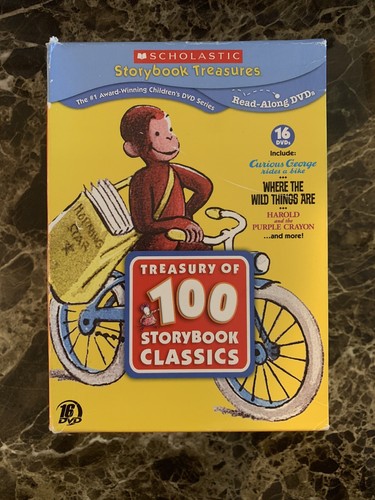 SCHOLASTIC
Storybook Treasures
The #1 Award-Winning Children's DVD Series
Read-Along DVDs
16
DVDs
Include:
Curious George
rides a bike
WHERE THE
WILD THINGS ARE
HAROLD
and the
PURPLE CRAYON
...and more!
MORNING
TREASURY OF
100
STORYBOOK
CLASSICS
16
DVD